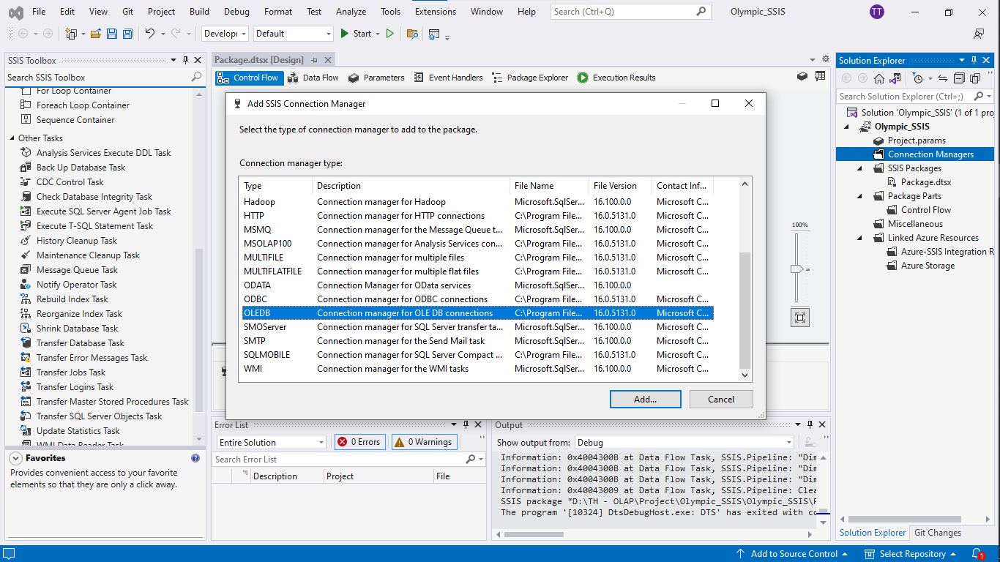 File Edit View Git Project Build Debug Format Test Analyze Tools Extensions Window Help Search (Ctrl+Q) Olympic_SSIS TT
Developr Default Start
SSIS Toolbox
Search SSIS Toolbox
For Loop Container
Foreach Loop Container
Sequence Container
Other Tasks
Analysis Services Execute DDL Task
Back Up Database Task
CDC Control Task
Check Database Integrity Task
Execute SQL Server Agent Job Task
Execute T-SQL Statement Task
History Cleanup Task
Maintenance Cleanup Task
Message Queue Task
Notify Operator Task
Rebuild Index Task
Reorganize Index Task
Shrink Database Task
Transfer Database Task
Transfer Error Messages Task
Transfer Jobs Task
Transfer Logins Task
Transfer Master Stored Procedures Task
Transfer SQL Server Objects Task
Update Statistics Task
WMI Data Reader Task
Favorites
Provides convenient access to your favorite
elements so that they are only a click away.
Package.dtsx [Design]
Control Flow Data Flow Parameters Event Handlers Package Explorer Execution Results
Add SSIS Connection Manager
Select the type of connection manager to add to the package.
Connection manager type:
Type Description File Name File Version Contact Inf...
Hadoop Connection manager for Hadoop Microsoft.SqlSer... 16.100.0.0 Microsoft C...
HTTP Connection manager for HTTP connections C:\Program File... 16.0.5131.0 Microsoft C...
MSMQ Connection manager for the Message Queue t... Microsoft.SqlSer... 16.100.0.0 Microsoft C...
MSOLAP100 Connection manager for Analysis Services con... C:\Program File... 16.0.5131.0 Microsoft C...
MULTIFILE Connection manager for multiple files C:\Program File... 16.0.5131.0 Microsoft C...
MULTIFLATFILE Connection manager for multiple flat files C:\Program File... 16.0.5131.0 Microsoft C...
ODATA Connection Manager for OData services Microsoft.SqlSer... 16.100.0.0
ODBC Connection manager for ODBC connections C:\Program File... 16.0.5131.0 Microsoft C...
OLEDB Connection manager for OLE DB connections C:\Program File... 16.0.5131.0 Microsoft C...
SMOServer Connection manager for SQL Server transfer ta... Microsoft.SqlSer... 16.100.0.0 Microsoft C...
SMTP Connection manager for the Send Mail task Microsoft.SqlSer... 16.100.0.0 Microsoft C...
SQLMOBILE Connection manager for SQL Server Compact ... C:\Program File... 16.0.5131.0 Microsoft C...
WMI Connection manager for the WMI tasks Microsoft.SqlSer... 16.100.0.0 Microsoft C...
Add... Cancel
100%
Error List
Entire Solution 0 Errors 0 Warnings
Search Error List
Description Project File
Output
Show output from: Debug
Information: 0x4004300B at Data Flow Task, SSIS.Pipeline: "Dim
Information: 0x4004300B at Data Flow Task, SSIS.Pipeline: "Dim
Information: 0x4004300B at Data Flow Task, SSIS.Pipeline: "Dim
Information: 0x40043009 at Data Flow Task, SSIS.Pipeline: Clea
SSIS package "D:\TH - OLAP\Project\Olympic_SSIS\Olympic_SSIS\P
The program '[10324] DtsDebugHost.exe: DTS' has exited with co
Solution Explorer
Search Solution Explorer (Ctrl+;)
Solution 'Olympic_SSIS' (1 of 1 proj
Olympic_SSIS
Project.params
Connection Managers
SSIS Packages
Package.dtsx
Package Parts
Control Flow
Miscellaneous
Linked Azure Resources
Azure-SSIS Integration R
Azure Storage
Solution Explorer Git Changes
Add to Source Control Select Repository 1